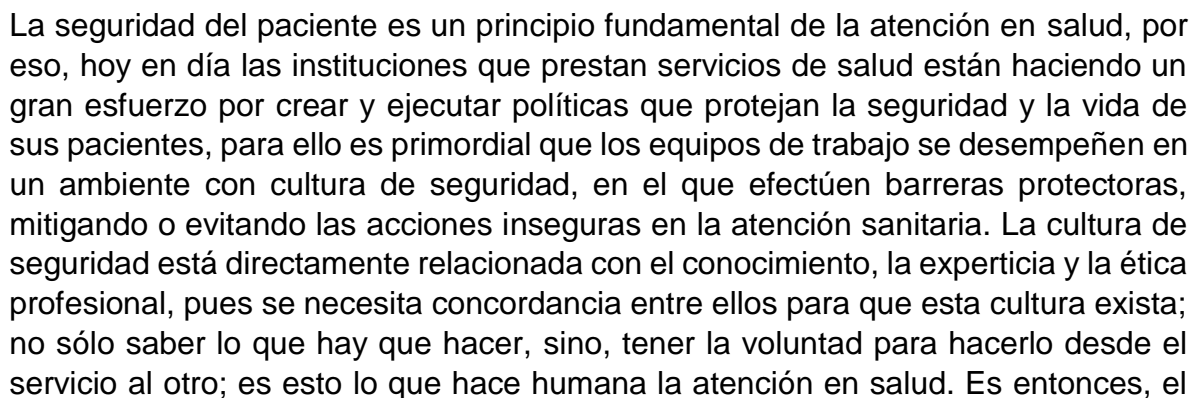 La seguridad del paciente es un principio fundamental de la atención en salud, por
eso, hoy en día las instituciones que prestan servicios de salud están haciendo un
gran esfuerzo por crear y ejecutar políticas que protejan la seguridad y la vida de
sus pacientes, para ello es primordial que los equipos de trabajo se desempeñen en
un ambiente con cultura de seguridad, en el que efectúen barreras protectoras,
mitigando o evitando las acciones inseguras en la atención sanitaria. La cultura de
seguridad está directamente relacionada con el conocimiento, la experticia y la ética
profesional, pues se necesita concordancia entre ellos para que esta cultura exista;
no sólo saber lo que hay que hacer, sino, tener la voluntad para hacerlo desde el
servicio al otro; es esto lo que hace humana la atención en salud. Es entonces, el